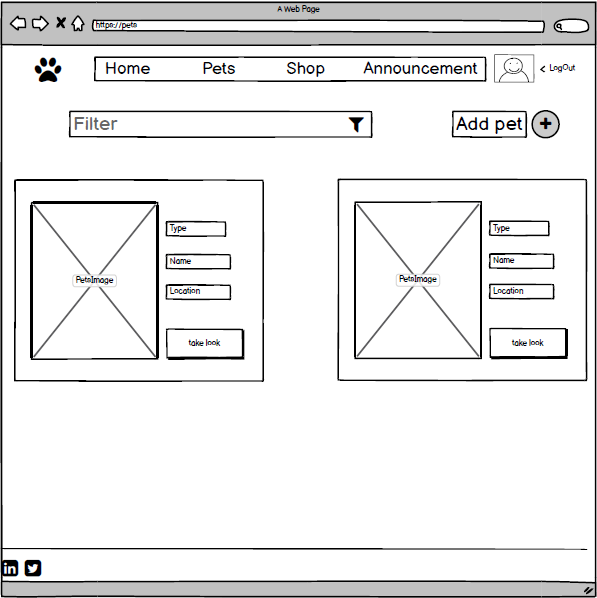 A Web Page
https://pets
Home Pets Shop Announcement
< LogOut
Filter
Add pet +
PetsImage
Type
Name
Location
take look
PetsImage
Type
Name
Location
take look
in